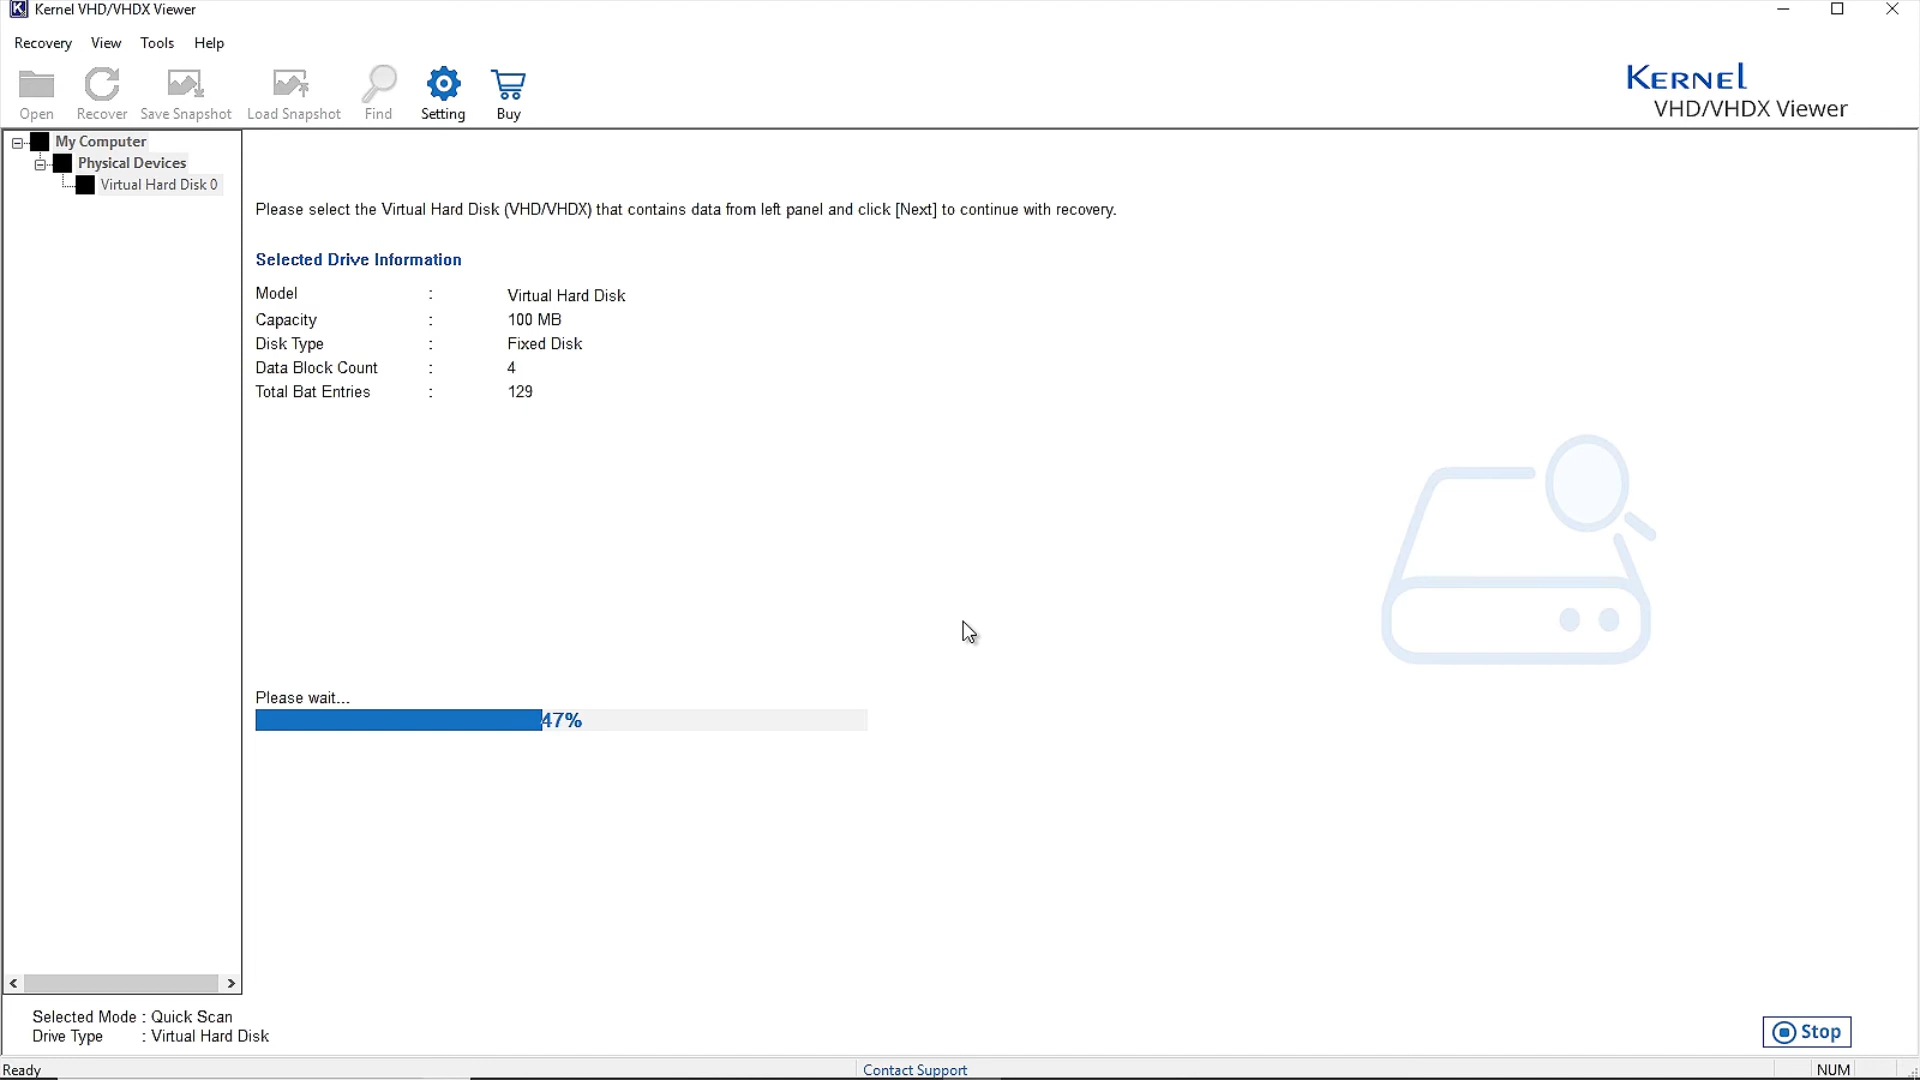 Kernel VHD/VHDX Viewer
Recovery View Tools Help
Open Recover Save Snapshot Load Snapshot Find Setting Buy
KERNEL
VHD/VHDX Viewer
My Computer
Physical Devices
Virtual Hard Disk 0
Please select the Virtual Hard Disk (VHD/VHDX) that contains data from left panel and click [Next] to continue with recovery.
Selected Drive Information
Model : Virtual Hard Disk
Capacity : 100 MB
Disk Type : Fixed Disk
Data Block Count : 4
Total Bat Entries : 129
Please wait...
47%
Selected Mode : Quick Scan
Drive Type : Virtual Hard Disk
Stop
Ready
Contact Support
NUM